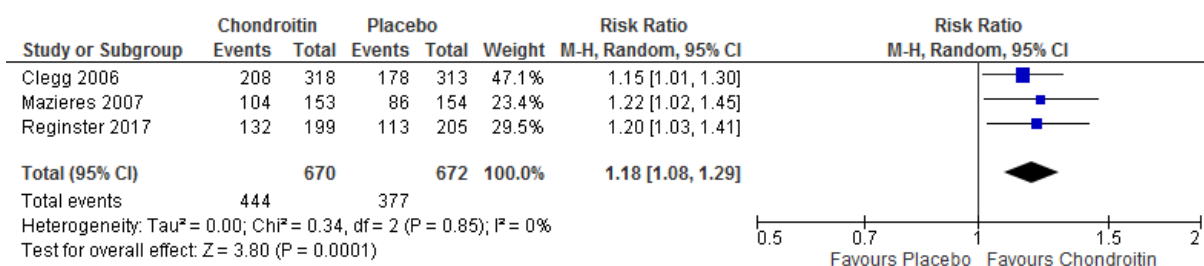 Chondroitin Placebo Risk Ratio Risk Ratio
Study or Subgroup Events Total Events Total Weight M-H, Random, 95% CI M-H, Random, 95% CI
Clegg 2006 208 318 178 313 47.1% 1.15 [1.01, 1.30]
Mazieres 2007 104 153 86 154 23.4% 1.22 [1.02, 1.45]
Reginster 2017 132 199 113 205 29.5% 1.20 [1.03, 1.41]
Total (95% CI) 670 672 100.0% 1.18 [1.08, 1.29]
Total events 444 377
Heterogeneity: Tau² = 0.00; Chi² = 0.34, df = 2 (P = 0.85); I² = 0%
Test for overall effect: Z = 3.80 (P = 0.0001)
0.5 0.7 1 1.5 2
Favours Placebo Favours Chondroitin